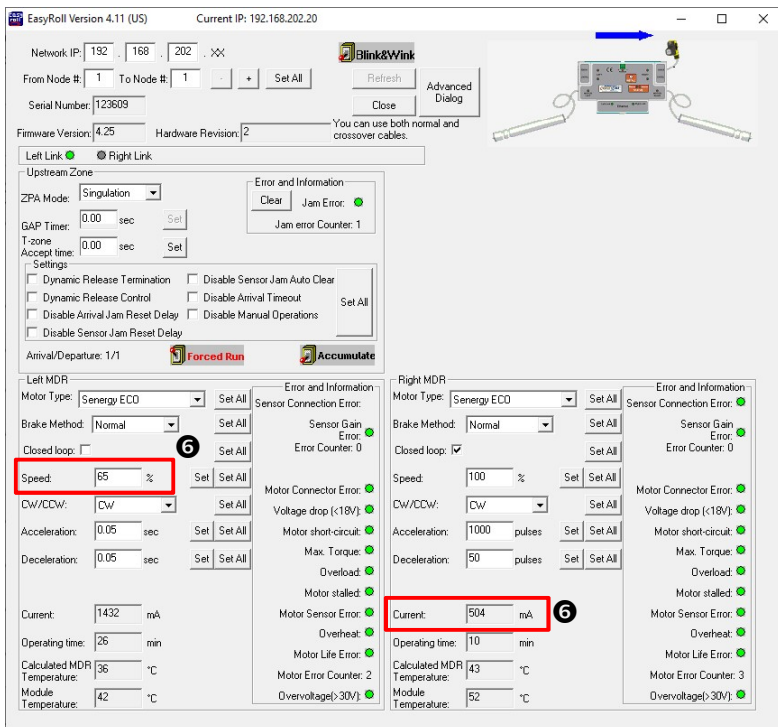 EasyRoll Version 4.11 (US) Current IP: 192.168.202.20
Network IP: 192 . 168 . 202 . XX
Blink&Wink
From Node #: 1 To Node #: 1 - + Set All
Refresh
Advanced Dialog
Serial Number: 123609
Close
Firmware Version: 4.25 Hardware Revision: 2
You can use both normal and
crossover cables.
Left Link Right Link
Upstream Zone
ZPA Mode: Singulation
GAP Timer: 0.00 sec Set
T-zone
Accept time: 0.00 sec Set
Error and Information
Clear Jam Error:
Jam error Counter: 1
Settings
Dynamic Release Termination Disable Sensor Jam Auto Clear
Dynamic Release Control Disable Arrival Timeout
Disable Arrival Jam Reset Delay Disable Manual Operations
Disable Sensor Jam Reset Delay
Set All
Arrival/Departure: 1/1 Forced Run Accumulate
Left MDR
Motor Type: Senergy ECO Set All
Brake Method: Normal Set All
Closed loop: Set All
6
Speed: 65 % Set Set All
CW/CCW: CW Set All
Acceleration: 0.05 sec Set Set All
Deceleration: 0.05 sec Set Set All
Current: 1432 mA
Operating time: 26 min
Calculated MDR
Temperature: 36 °C
Module
Temperature: 42 °C
Error and Information
Sensor Connection Error:
Sensor Gain
Error:
Error Counter: 0
Motor Connector Error:
Voltage drop (<18V):
Motor short-circuit:
Max. Torque:
Overload:
Motor stalled:
Motor Sensor Error:
Overheat:
Motor Life Error:
Motor Error Counter: 2
Overvoltage(>30V):
Right MDR
Motor Type: Senergy ECO Set All
Brake Method: Normal Set All
Closed loop: Set All
Speed: 100 % Set Set All
CW/CCW: CW Set All
Acceleration: 1000 pulses Set Set All
Deceleration: 50 pulses Set Set All
Current: 504 mA
6
Operating time: 10 min
Calculated MDR
Temperature: 43 °C
Module
Temperature: 52 °C
Error and Information
Sensor Connection Error:
Sensor Gain
Error:
Error Counter: 0
Motor Connector Error:
Voltage drop (<18V):
Motor short-circuit:
Max. Torque:
Overload:
Motor stalled:
Motor Sensor Error:
Overheat:
Motor Life Error:
Motor Error Counter: 3
Overvoltage(>30V):